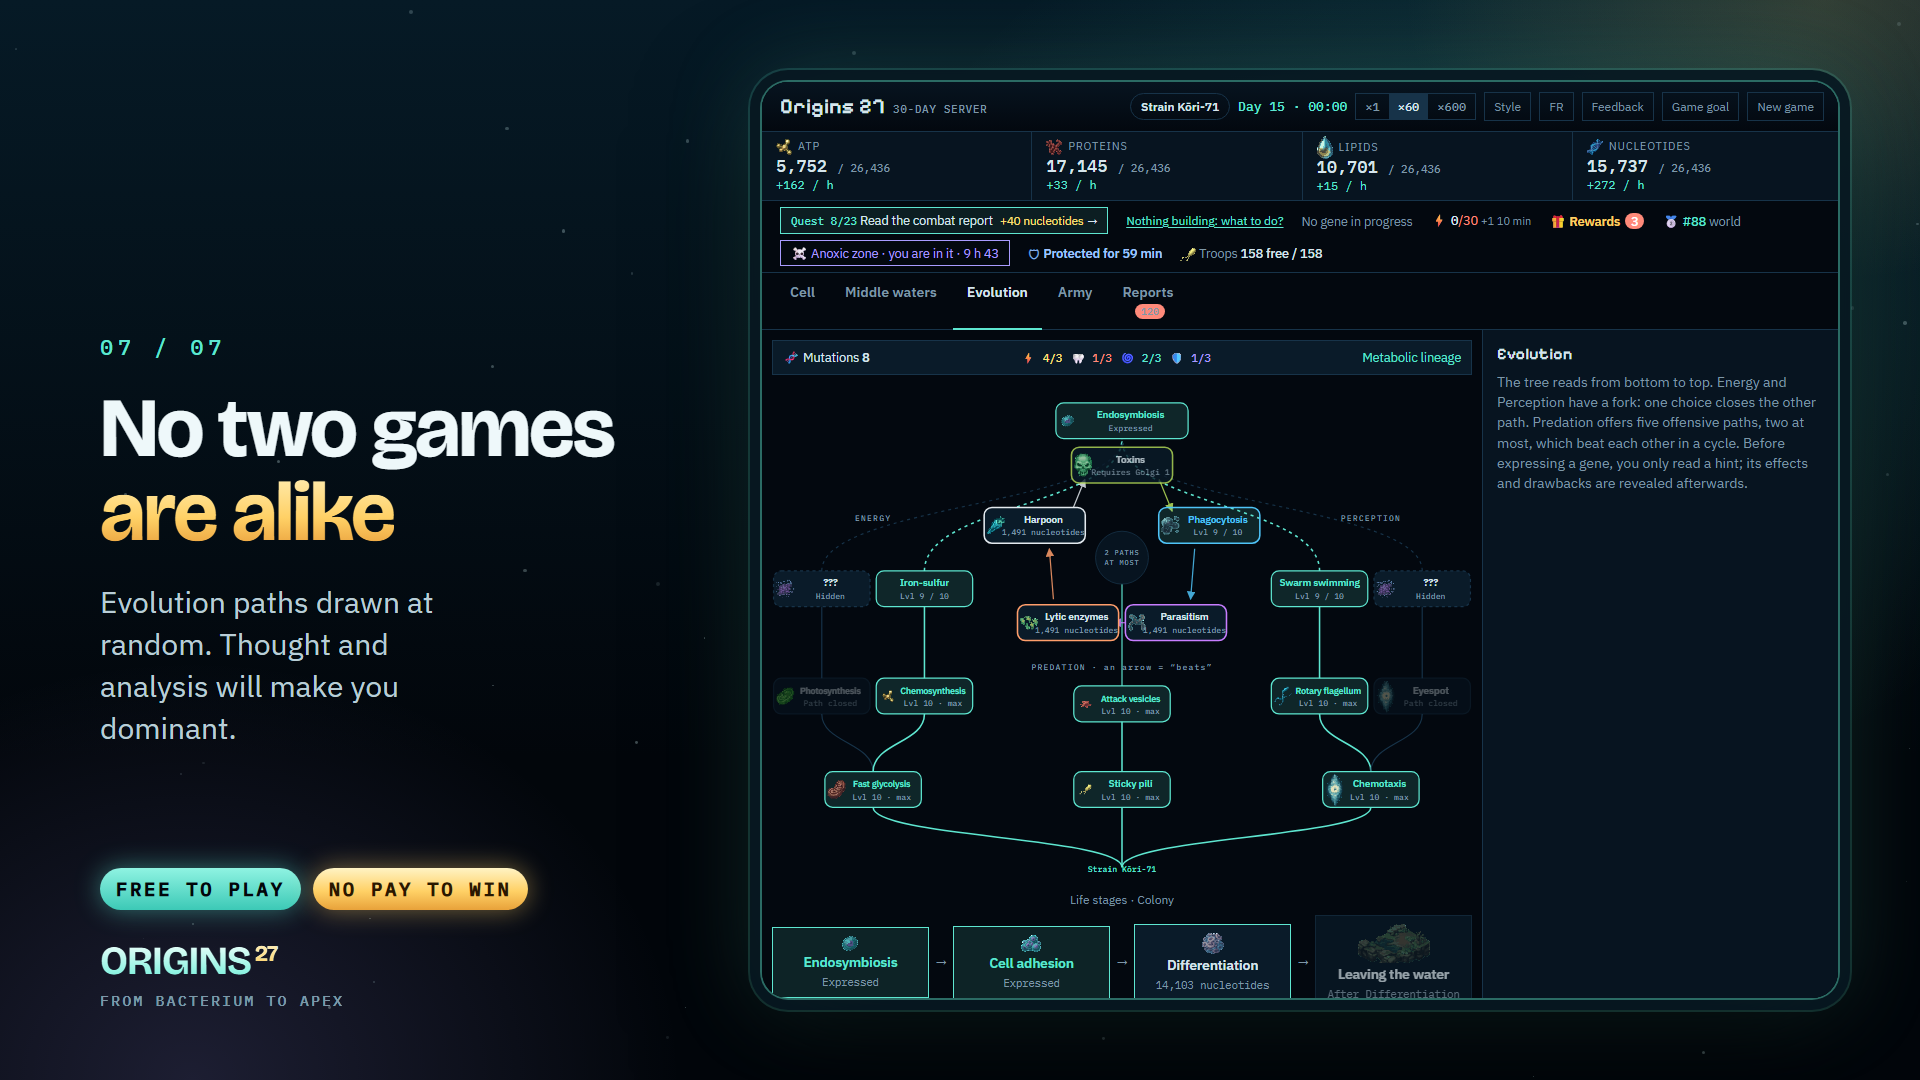 07 / 07
No two games
are alike
Evolution paths drawn at
random. Thought and
analysis will make you
dominant.
FREE TO PLAY
NO PAY TO WIN
ORIGINS 27
FROM BACTERIUM TO APEX
Origins 27 30-DAY SERVER
Strain Kōri-71
Day 15 · 00:00
×1 ×60 ×600
Style
FR
Feedback
Game goal
New game
ATP
5,752 / 26,436
+162 / h
PROTEINS
17,145 / 26,436
+33 / h
LIPIDS
10,701 / 26,436
+15 / h
NUCLEOTIDES
15,737 / 26,436
+272 / h
Quest 8/23 Read the combat report +40 nucleotides →
Nothing building: what to do?
No gene in progress
0/30 +1 10 min
Rewards 3
#88 world
Anoxic zone · you are in it · 9 h 43
Protected for 59 min
Troops 158 free / 158
Cell
Middle waters
Evolution
Army
Reports
120
Mutations 8
4/3 1/3 2/3 1/3
Metabolic lineage
Endosymbiosis
Expressed
Toxins
Requires Golgi 1
ENERGY
PERCEPTION
Harpoon
1,491 nucleotides
Phagocytosis
Lvl 9 / 10
2 PATHS
AT MOST
???
Hidden
Iron-sulfur
Lvl 9 / 10
Swarm swimming
Lvl 9 / 10
???
Hidden
Lytic enzymes
1,491 nucleotides
Parasitism
1,491 nucleotides
PREDATION · an arrow = “beats”
Photosynthesis
Path closed
Chemosynthesis
Lvl 10 · max
Attack vesicles
Lvl 10 · max
Rotary flagellum
Lvl 10 · max
Eyespot
Path closed
Fast glycolysis
Lvl 10 · max
Sticky pili
Lvl 10 · max
Chemotaxis
Lvl 10 · max
Strain Kōri-71
Life stages · Colony
Endosymbiosis
Expressed
→
Cell adhesion
Expressed
→
Differentiation
14,103 nucleotides
→
Leaving the water
After Differentiation
Evolution
The tree reads from bottom to top. Energy and
Perception have a fork: one choice closes the other
path. Predation offers five offensive paths, two at
most, which beat each other in a cycle. Before
expressing a gene, you only read a hint; its effects
and drawbacks are revealed afterwards.